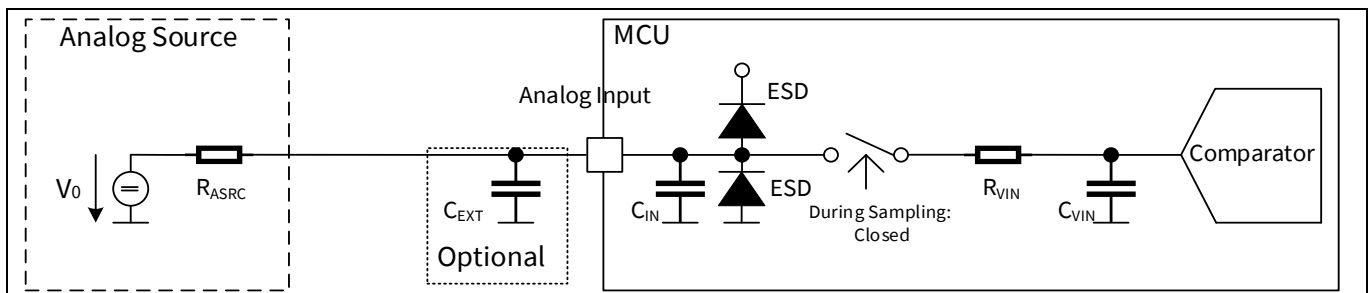 Analog Source
MCU
Analog Input
ESD
V0
RASRC
CEXT
Optional
CIN
ESD
During Sampling:
Closed
RVIN
CVIN
Comparator